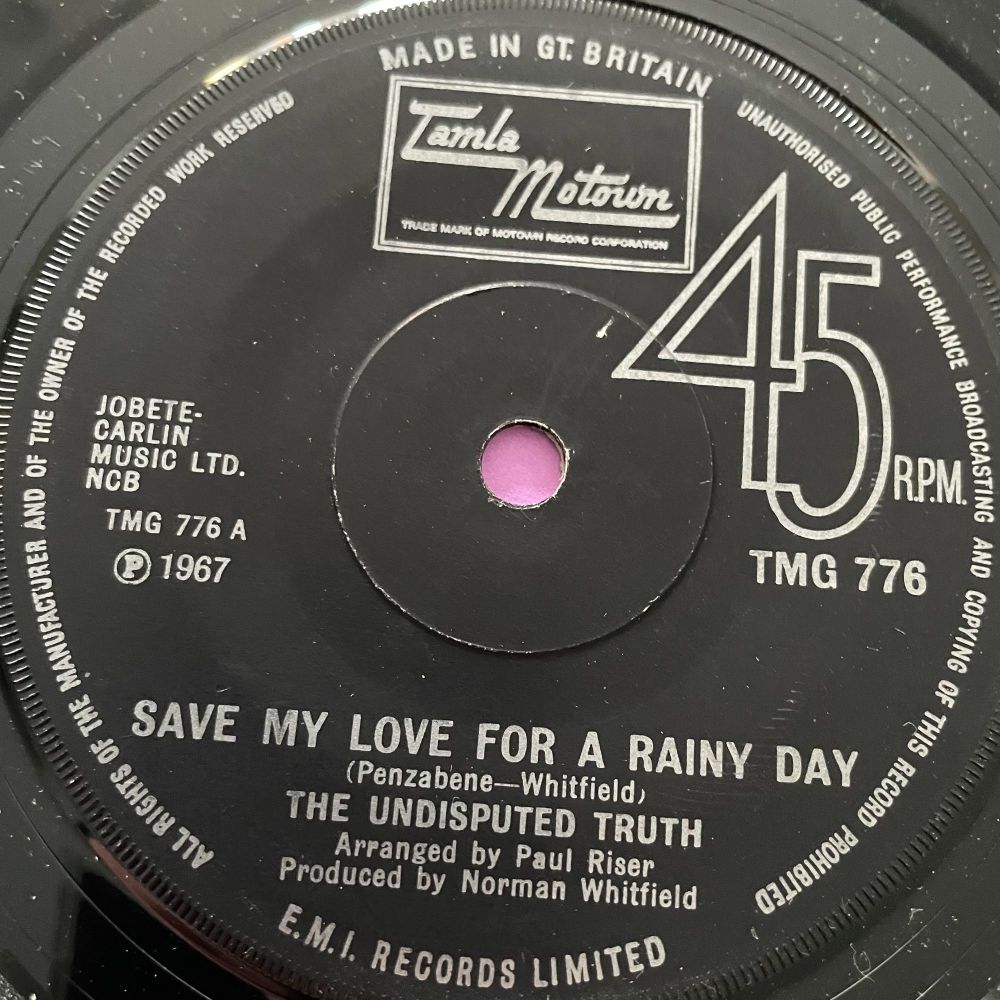 MADE IN GT. BRITAIN
Tamla
Motown
TRADE MARK OF MOTOWN RECORD CORPORATION
45
R.P.M.
JOBETE-
CARLIN
MUSIC LTD.
NCB
TMG 776 A
Ⓟ 1967
TMG 776
SAVE MY LOVE FOR A RAINY DAY
(Penzabene—Whitfield)
THE UNDISPUTED TRUTH
Arranged by Paul Riser
Produced by Norman Whitfield
E.M.I. RECORDS LIMITED
ALL RIGHTS OF THE MANUFACTURER AND OF THE OWNER OF THE RECORDED WORK RESERVED
UNAUTHORISED PUBLIC PERFORMANCE BROADCASTING AND COPYING OF THIS RECORD PROHIBITED